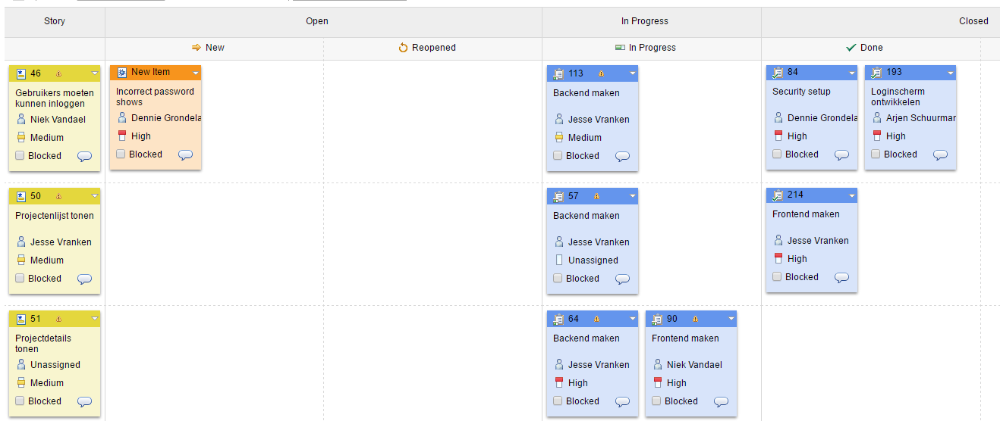 Story
Open
In Progress
Closed
New
Reopened
In Progress
Done
46
Gebruikers moeten
kunnen inloggen
Niek Vandael
Medium
Blocked
New Item
Incorrect password
shows
Dennie Grondela
High
Blocked
113
Backend maken
Jesse Vranken
Medium
Blocked
84
Security setup
Dennie Grondela
High
Blocked
193
Loginscherm
ontwikkelen
Arjen Schuurmar
High
Blocked
50
Projectenlijst tonen
Jesse Vranken
Medium
Blocked
57
Backend maken
Jesse Vranken
Unassigned
Blocked
214
Frontend maken
Jesse Vranken
High
Blocked
51
Projectdetails
tonen
Unassigned
Medium
Blocked
64
Backend maken
Jesse Vranken
High
Blocked
90
Frontend maken
Niek Vandael
High
Blocked